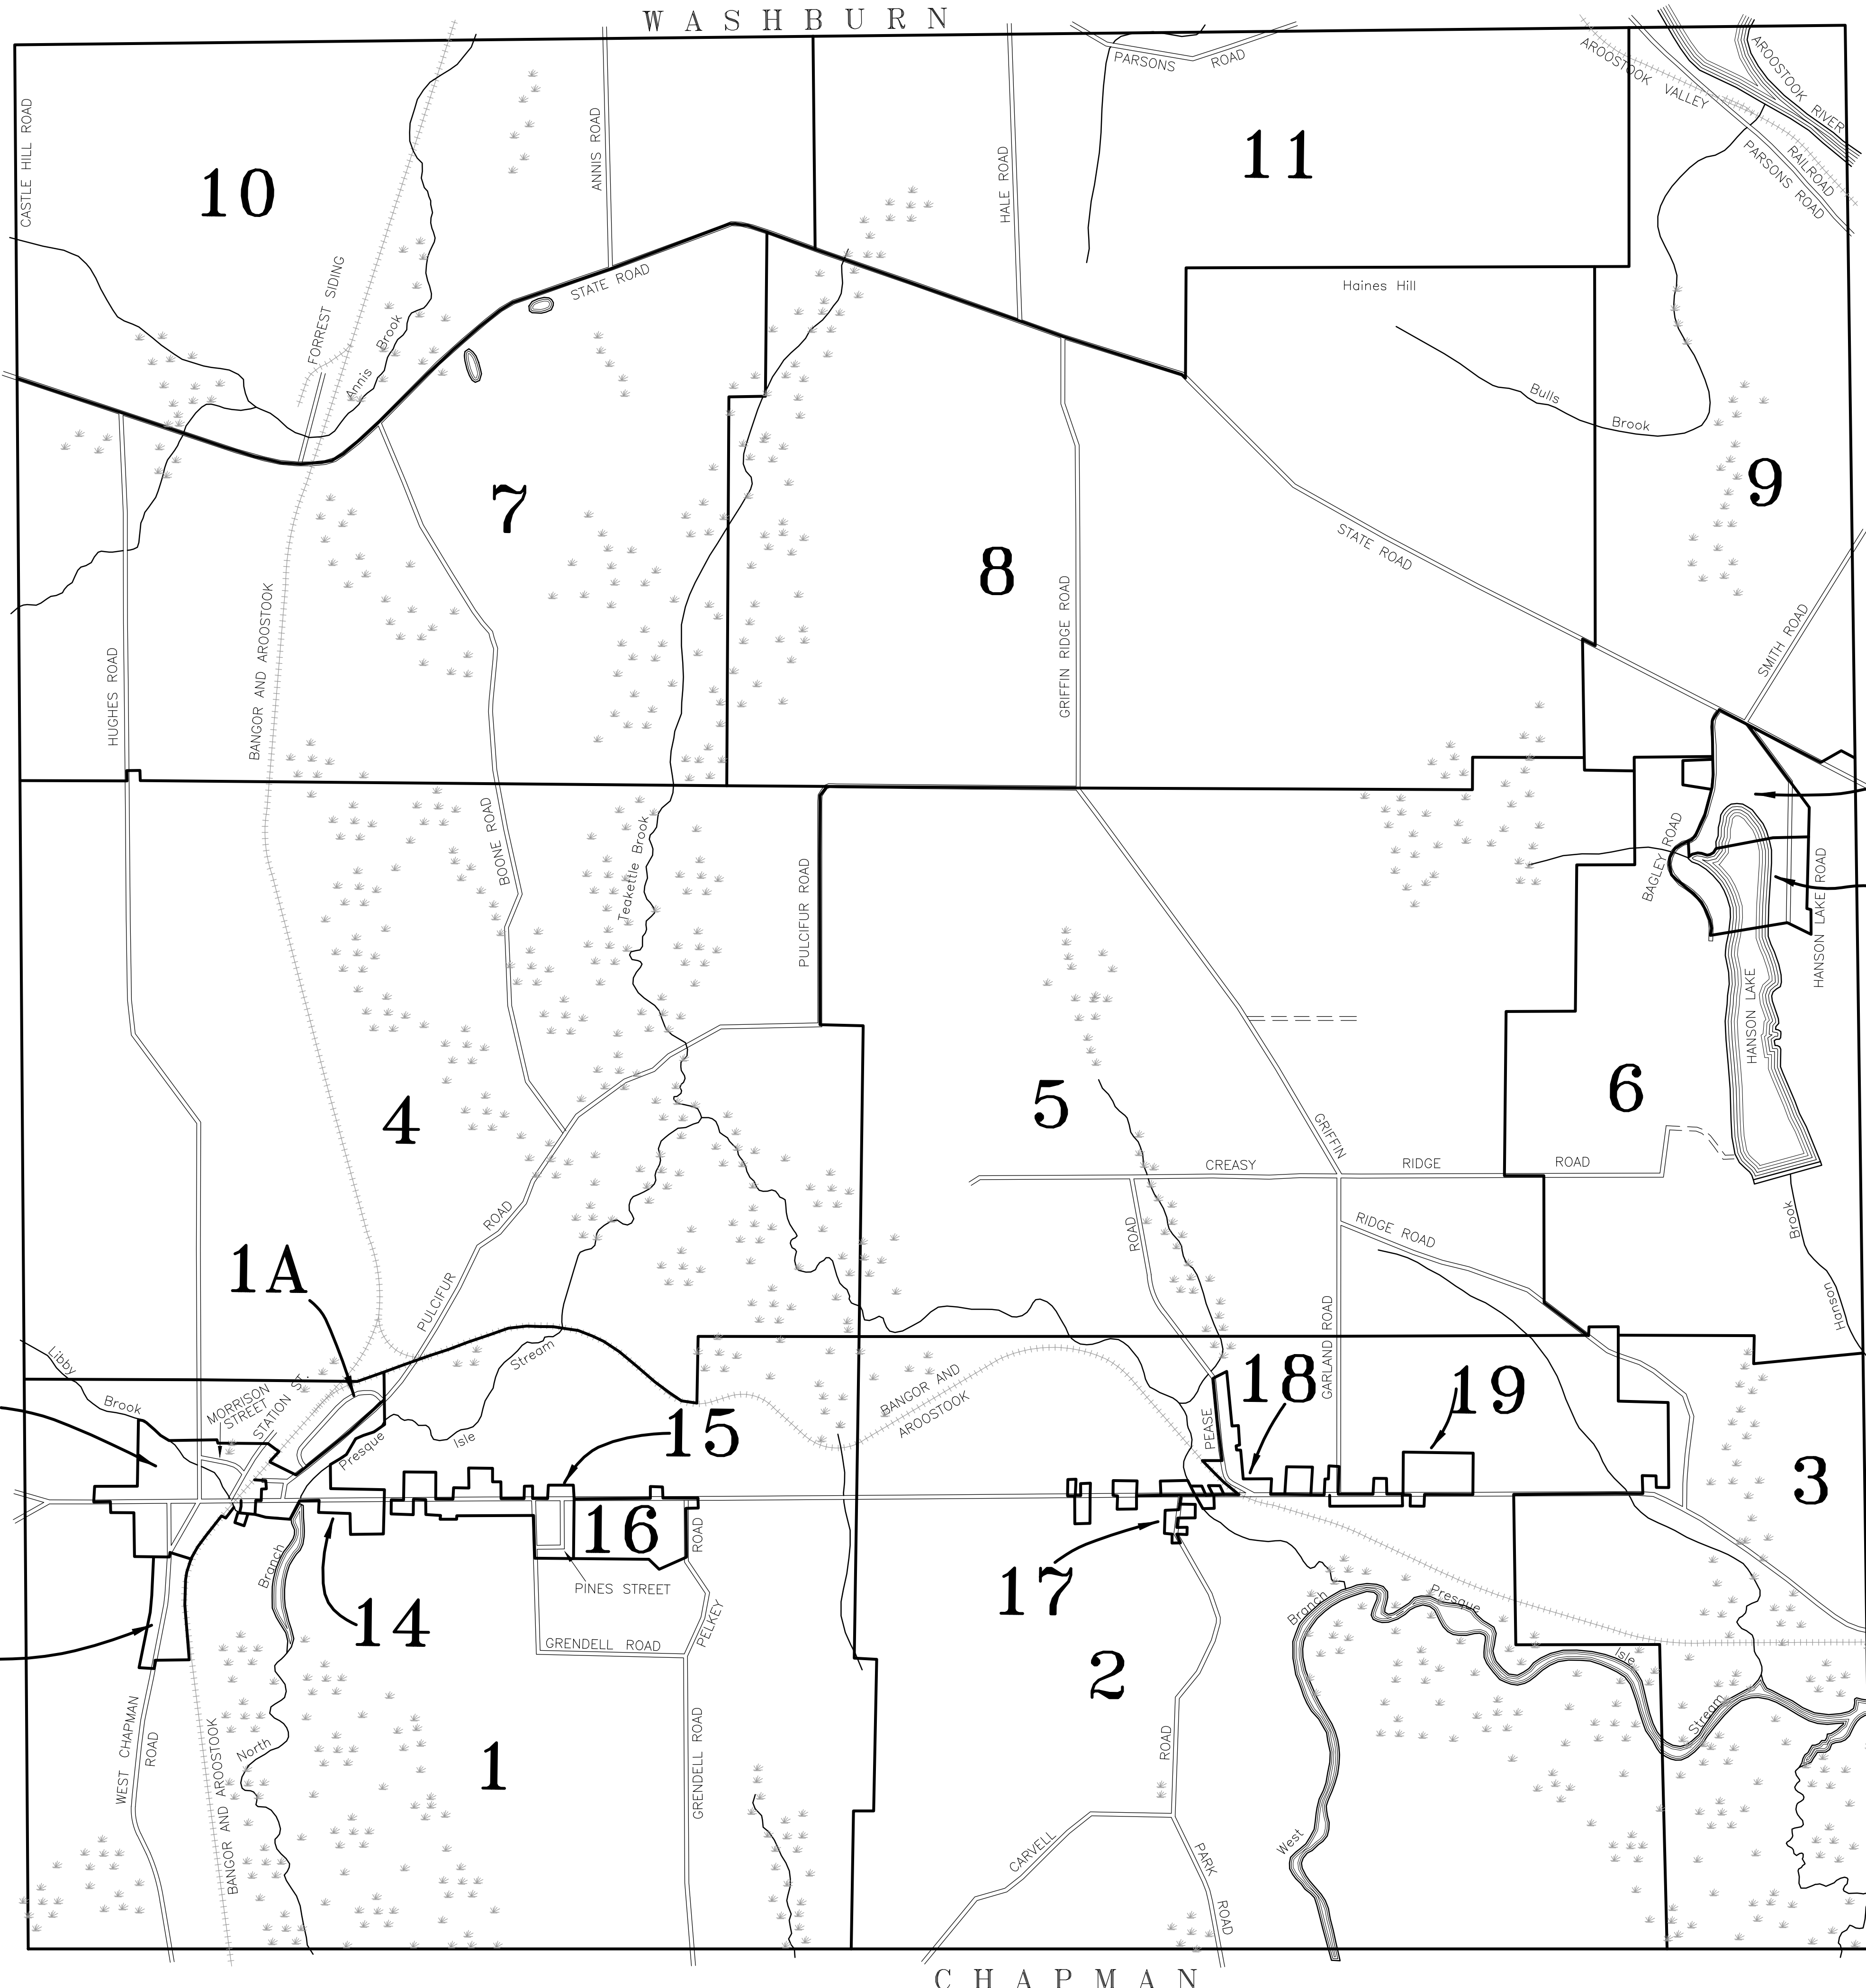 WASHBURN
CASTLE HILL ROAD
10
ANNIS ROAD
HALE ROAD
PARSONS ROAD
11
AROOSTOOK VALLEY
RAILROAD
AROOSTOOK RIVER
PARSONS ROAD
FORREST SIDING
Annis Brook
STATE ROAD
Haines Hill
Bulls Brook
7
8
9
STATE ROAD
SMITH ROAD
HUGHES ROAD
BANGOR AND AROOSTOOK
GRIFFIN RIDGE ROAD
BOONE ROAD
Teakettle Brook
PULCIFUR ROAD
BAGLEY ROAD
HANSON LAKE ROAD
HANSON LAKE
4
5
6
GRIFFIN
CREASY
RIDGE
ROAD
ROAD
RIDGE ROAD
Hanson
Brook
PULCIFUR
ROAD
1A
Libby
Brook
MORRISON
STREET
STATION ST.
Presque
Isle
Stream
BANGOR AND
AROOSTOOK
PEASE
GARLAND ROAD
15
18
19
3
16
ROAD
PINES STREET
GRENDELL ROAD
PELKEY
Branch
14
17
2
Branch
Presque
Isle
Stream
WEST CHAPMAN
ROAD
BANGOR AND AROOSTOOK
North
1
GRENDELL ROAD
ROAD
CARVELL
PARK
ROAD
West
CHAPMAN